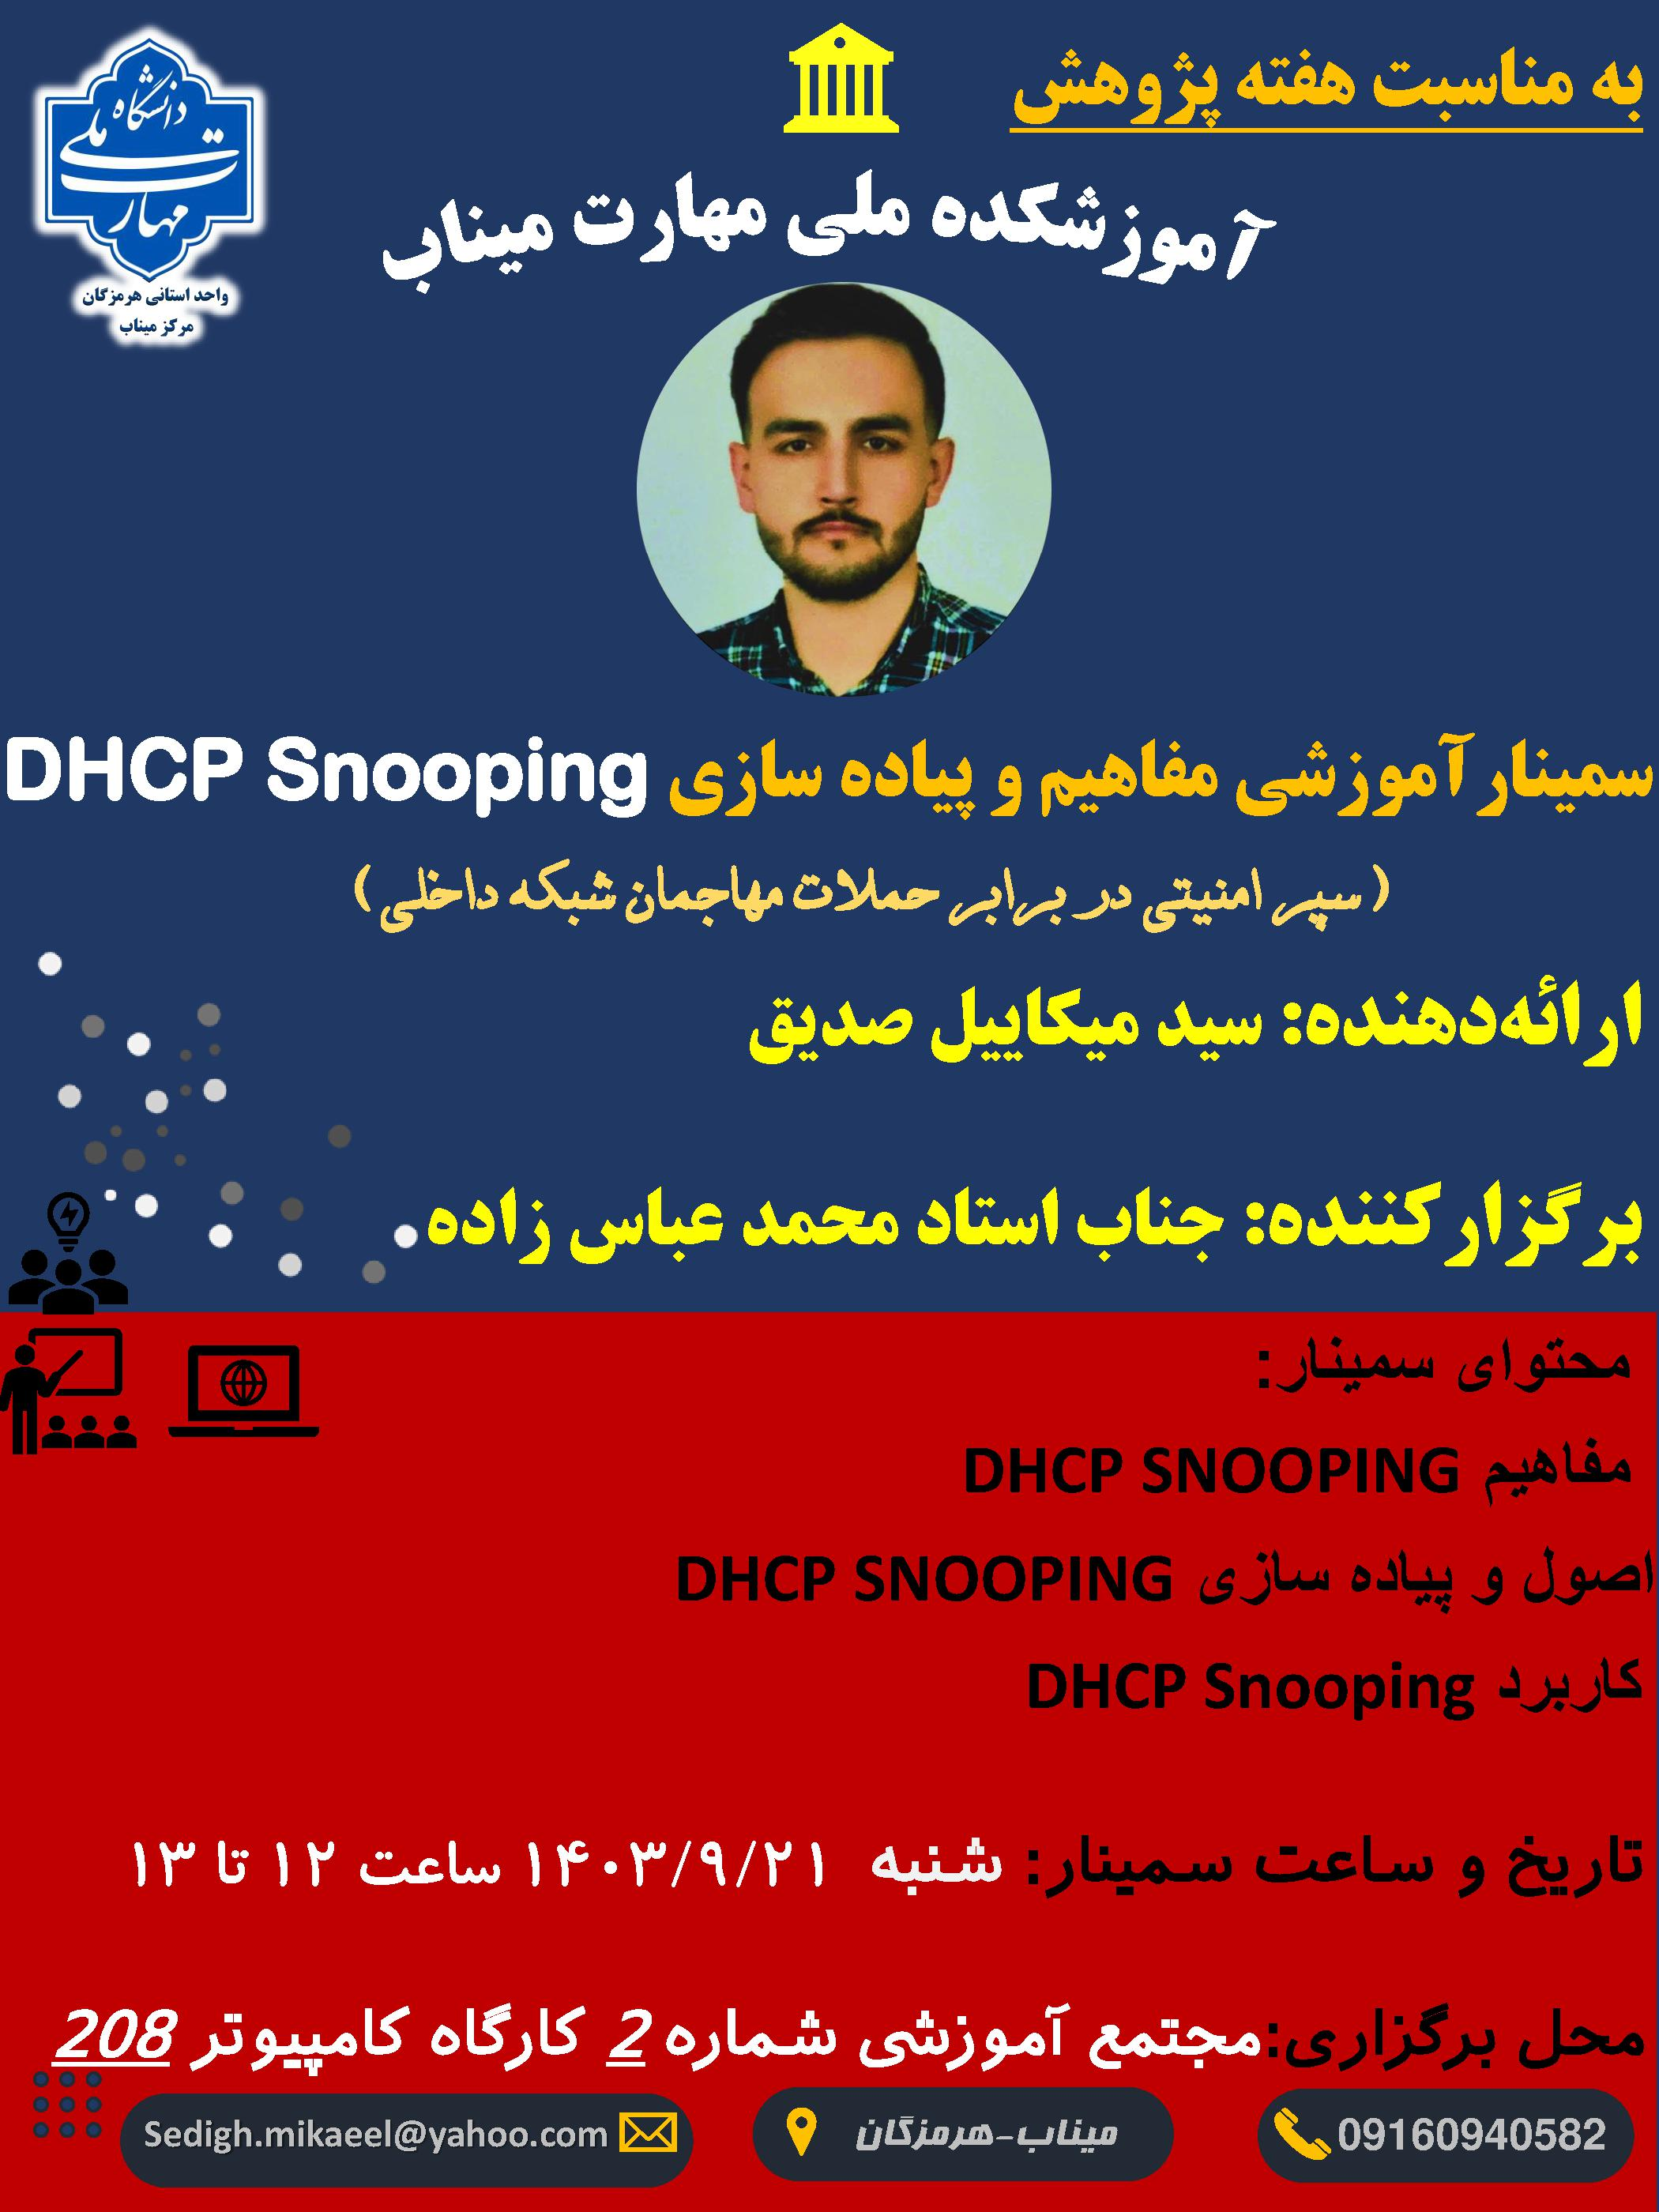 به مناسبت هفته پژوهش
دانشگاه ملی مهارت
واحد استانی هرمزگان
مرکز میناب
آموزشکده ملی مهارت میناب
سمینار آموزشی مفاهیم و پیاده سازی DHCP Snooping
(سپر امنیتی در برابر حملات مهاجمان شبکه داخلی)
ارائه‌دهنده: سید میکاییل صدیق
برگزارکننده: جناب استاد محمد عباس زاده
محتوای سمینار:
مفاهیم DHCP SNOOPING
اصول و پیاده سازی DHCP SNOOPING
کاربرد DHCP Snooping
تاریخ و ساعت سمینار: شنبه ۱۴۰۳/۹/۲۱ ساعت ۱۲ تا ۱۳
محل برگزاری:مجتمع آموزشی شماره 2 کارگاه کامپیوتر 208
09160940582
میناب-هرمزگان
Sedigh.mikaeel@yahoo.com